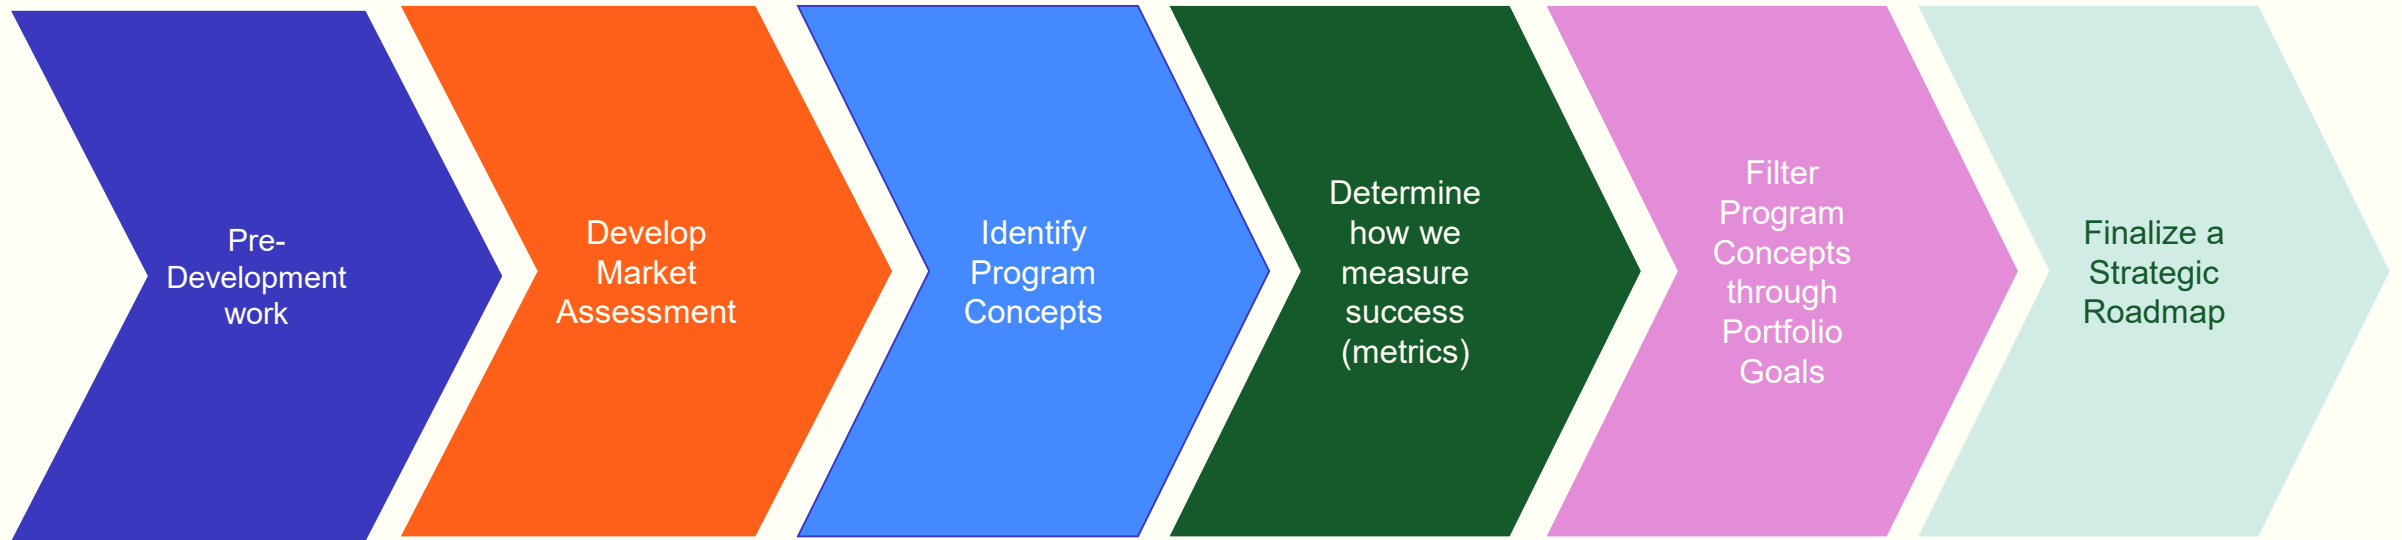 Pre-
Development
work
Develop
Market
Assessment
Identify
Program
Concepts
Determine
how we
measure
success
(metrics)
Filter
Program
Concepts
through
Portfolio
Goals
Finalize a
Strategic
Roadmap